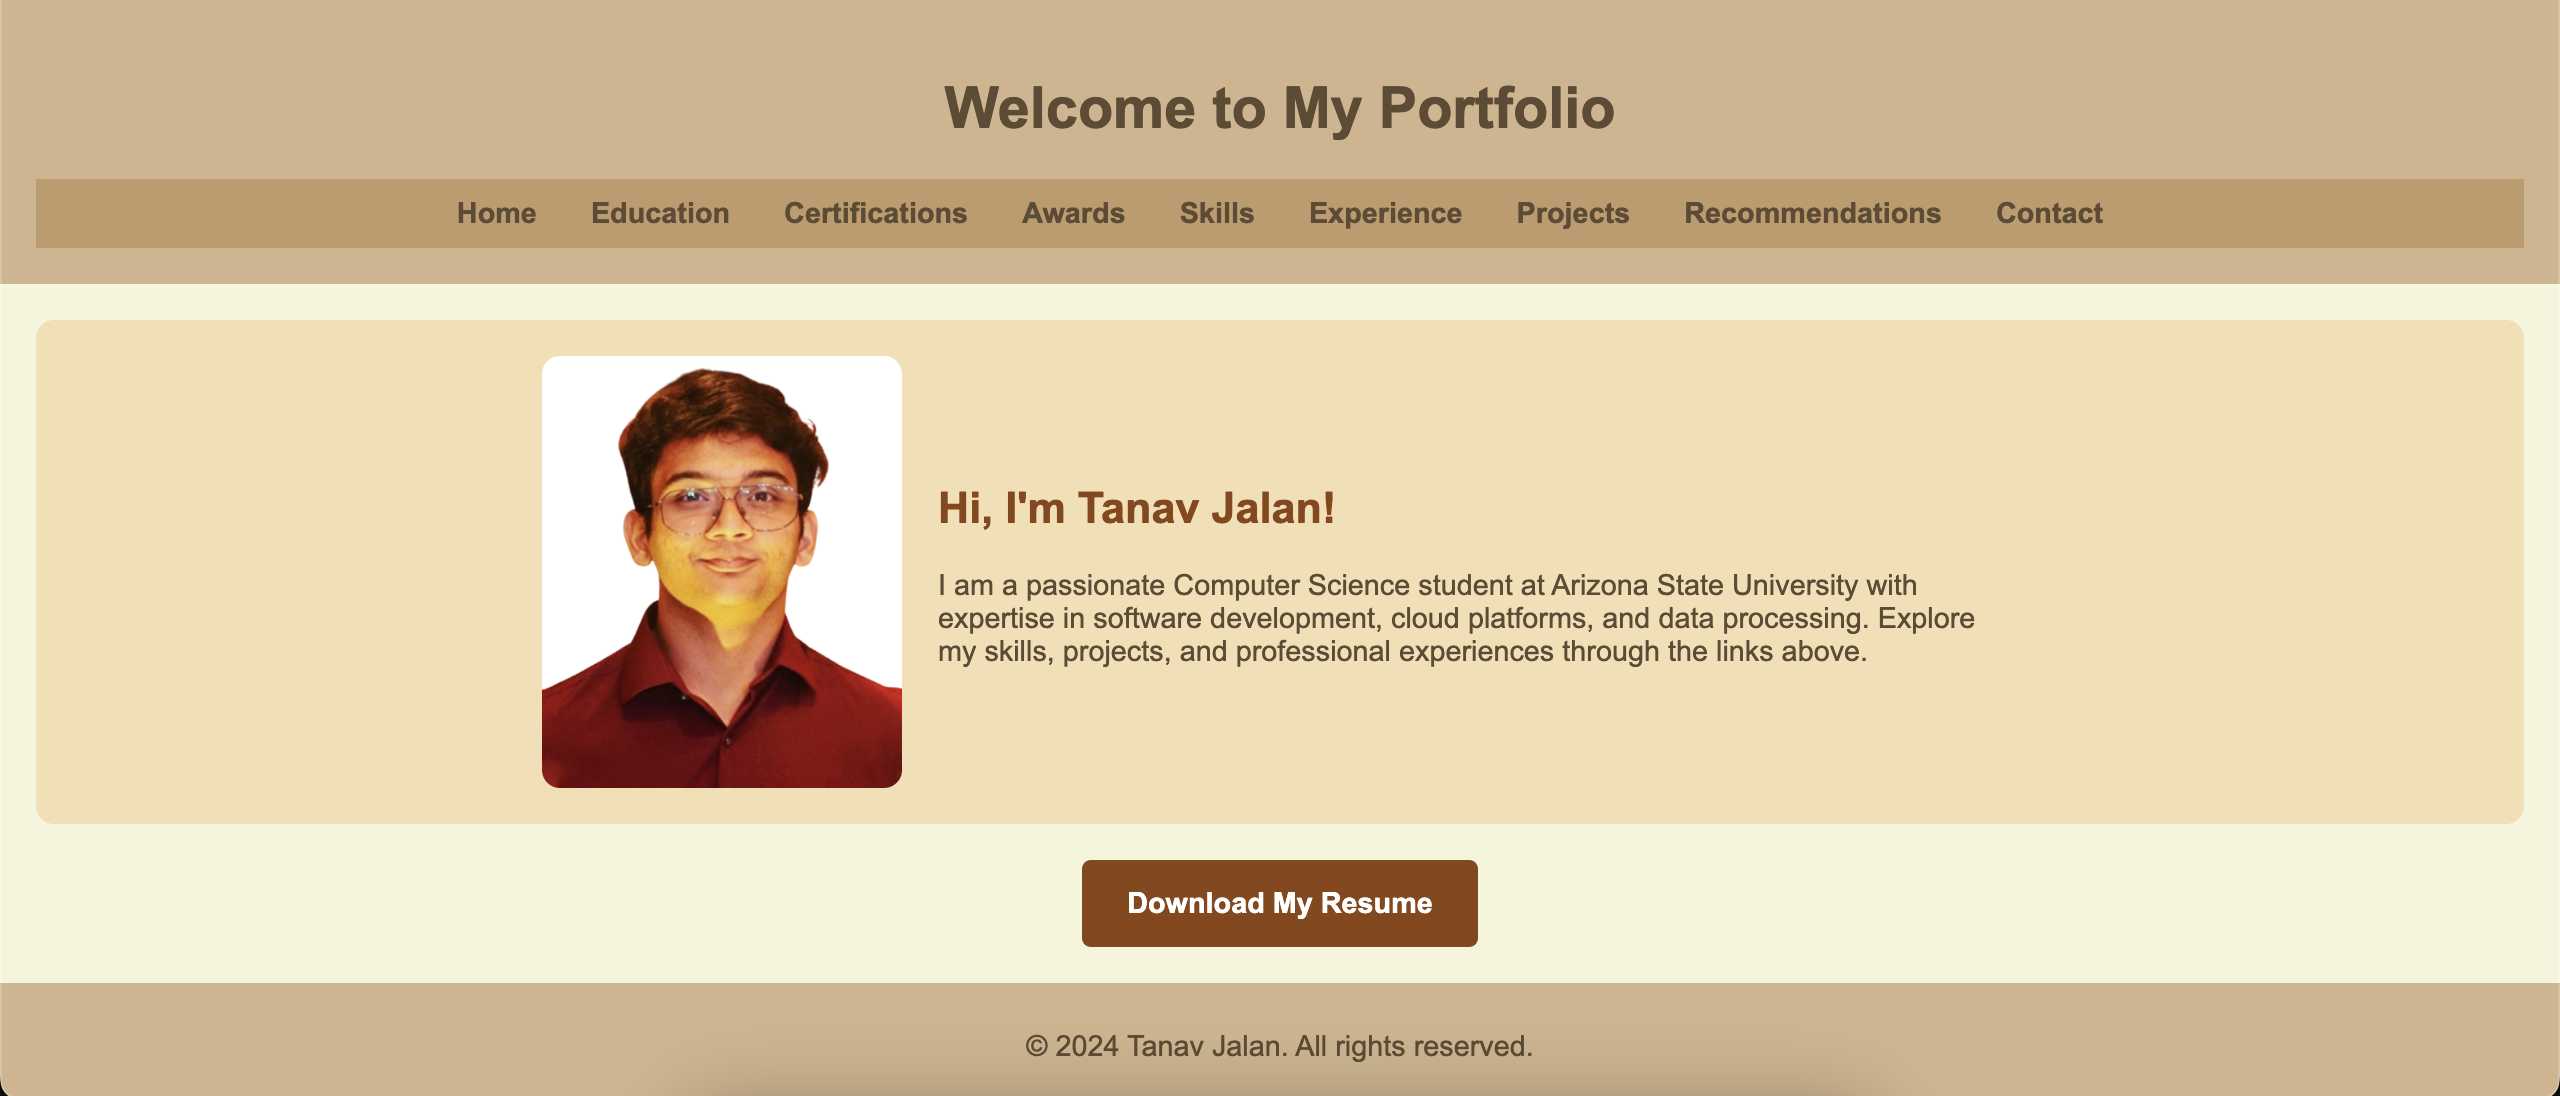 Welcome to My Portfolio
Home Education Certifications Awards Skills Experience Projects Recommendations Contact
Hi, I'm Tanav Jalan!
I am a passionate Computer Science student at Arizona State University with
expertise in software development, cloud platforms, and data processing. Explore
my skills, projects, and professional experiences through the links above.
Download My Resume
© 2024 Tanav Jalan. All rights reserved.